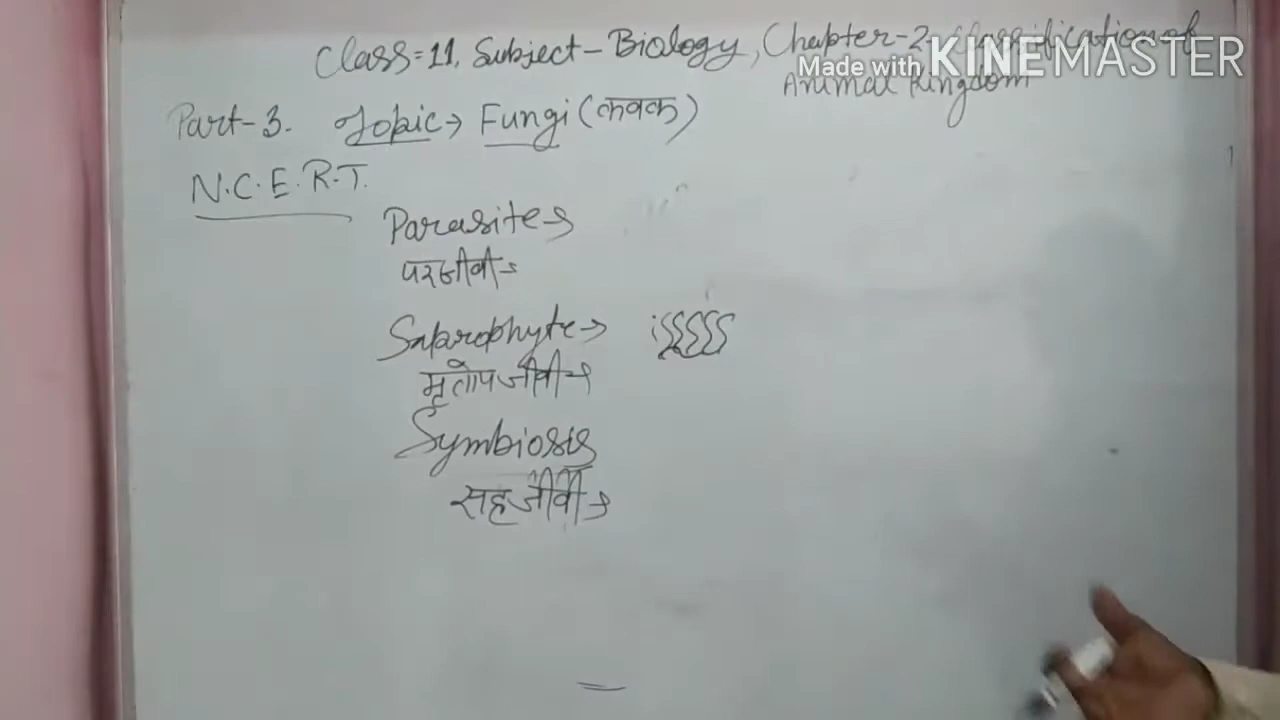 Class=11, Subject-Biology, Chapter-2, Classification of
Animal Kingdom
Made with KINEMASTER
Part-3. Topic→ Fungi (कवक)
N.C.E.R.T.
Parasite→
परजीवी→
Saprophyte→
मृतोपजीवी→
Symbiosis
सहजीवी→